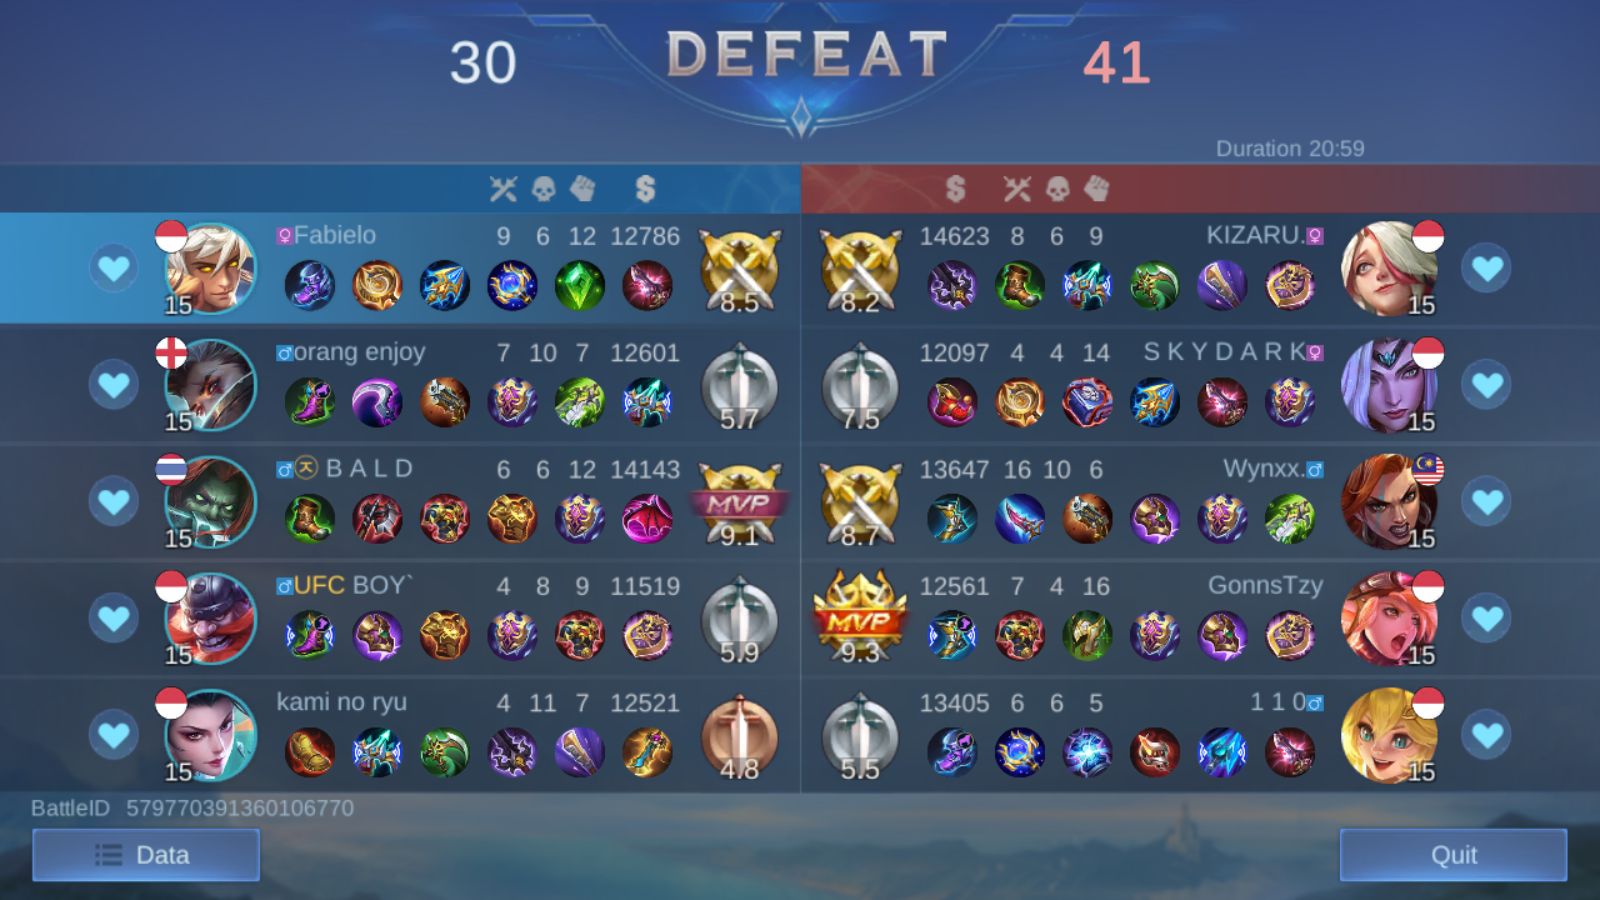 30 DEFEAT 41
Duration 20:59
Fabielo 9 6 12 12786
15 8.5
14623 8 6 9 KIZARU.
8.2 15
orang enjoy 7 10 7 12601
15 5.7
12097 4 4 14 S K Y D A R K
7.5 15
B A L D 6 6 12 14143
15 MVP 9.1
13647 16 10 6 Wynxx.
8.7 15
UFC BOY` 4 8 9 11519
15 5.9
12561 7 4 16 GonnsTzy
MVP 9.3 15
kami no ryu 4 11 7 12521
15 4.8
13405 6 6 5 1 1 0
5.5 15
BattleID 579770391360106770
Data
Quit